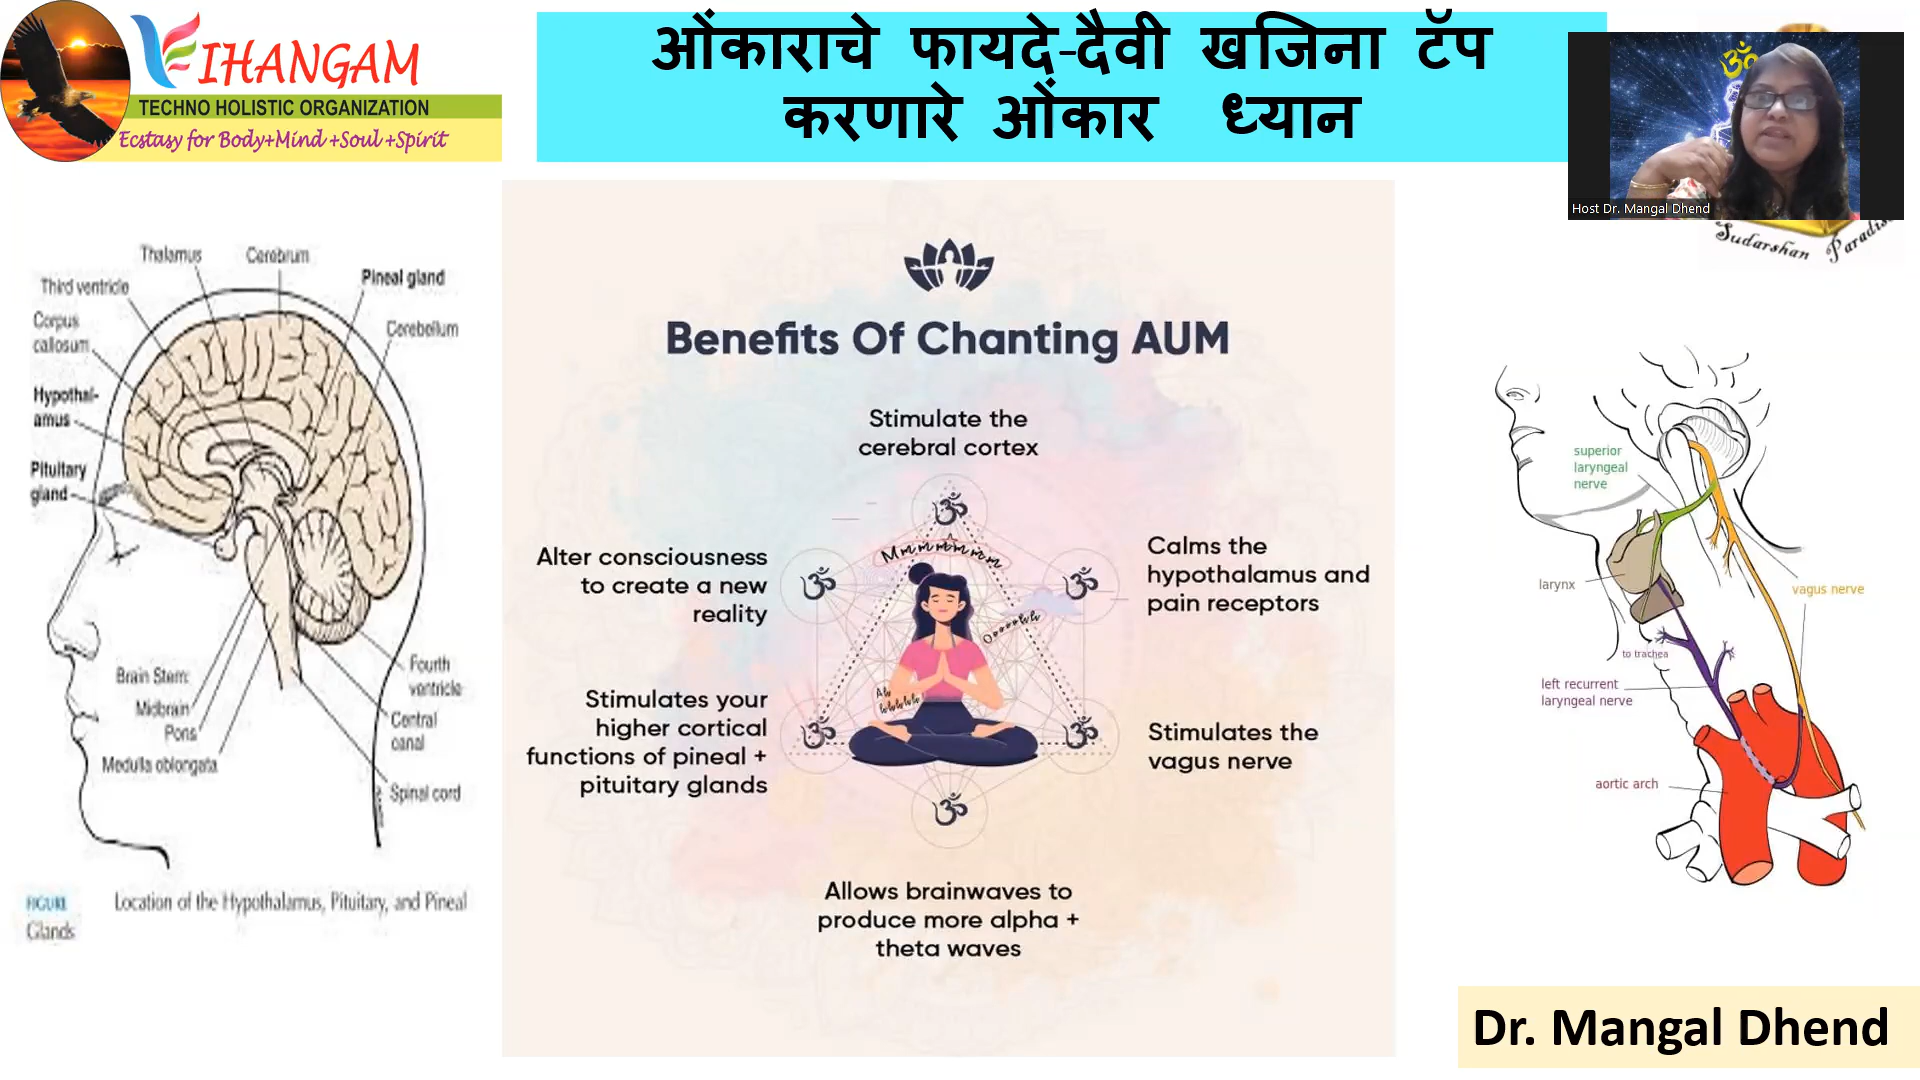 VIHANGAM
TECHNO HOLISTIC ORGANIZATION
Ecstasy for Body+Mind +Soul +Spirit
ओंकाराचे फायदे-दैवी खजिना टॅप
करणारे ओंकार ध्यान
ॐ
Host Dr. Mangal Dhend
Sudarshan Paradise
Thalamus
Cerebrum
Pineal gland
Third ventricle
Cerebellum
Corpus
callosum
Hypothal-
amus
Pituitary
gland
Brain Stem:
Midbrain
Pons
Medulla oblongata
Fourth
ventricle
Central
canal
Spinal cord
FIGURE
Location of the Hypothalamus, Pituitary, and Pineal
Glands
Benefits Of Chanting AUM
Stimulate the
cerebral cortex
ॐ
Mmmmmmm
Alter consciousness
to create a new
reality
ॐ
ॐ
Calms the
hypothalamus and
pain receptors
Stimulates your
higher cortical
functions of pineal +
pituitary glands
ॐ
ॐ
Stimulates the
vagus nerve
ॐ
Allows brainwaves to
produce more alpha +
theta waves
superior
laryngeal
nerve
larynx
vagus nerve
to trachea
left recurrent
laryngeal nerve
aortic arch
Dr. Mangal Dhend